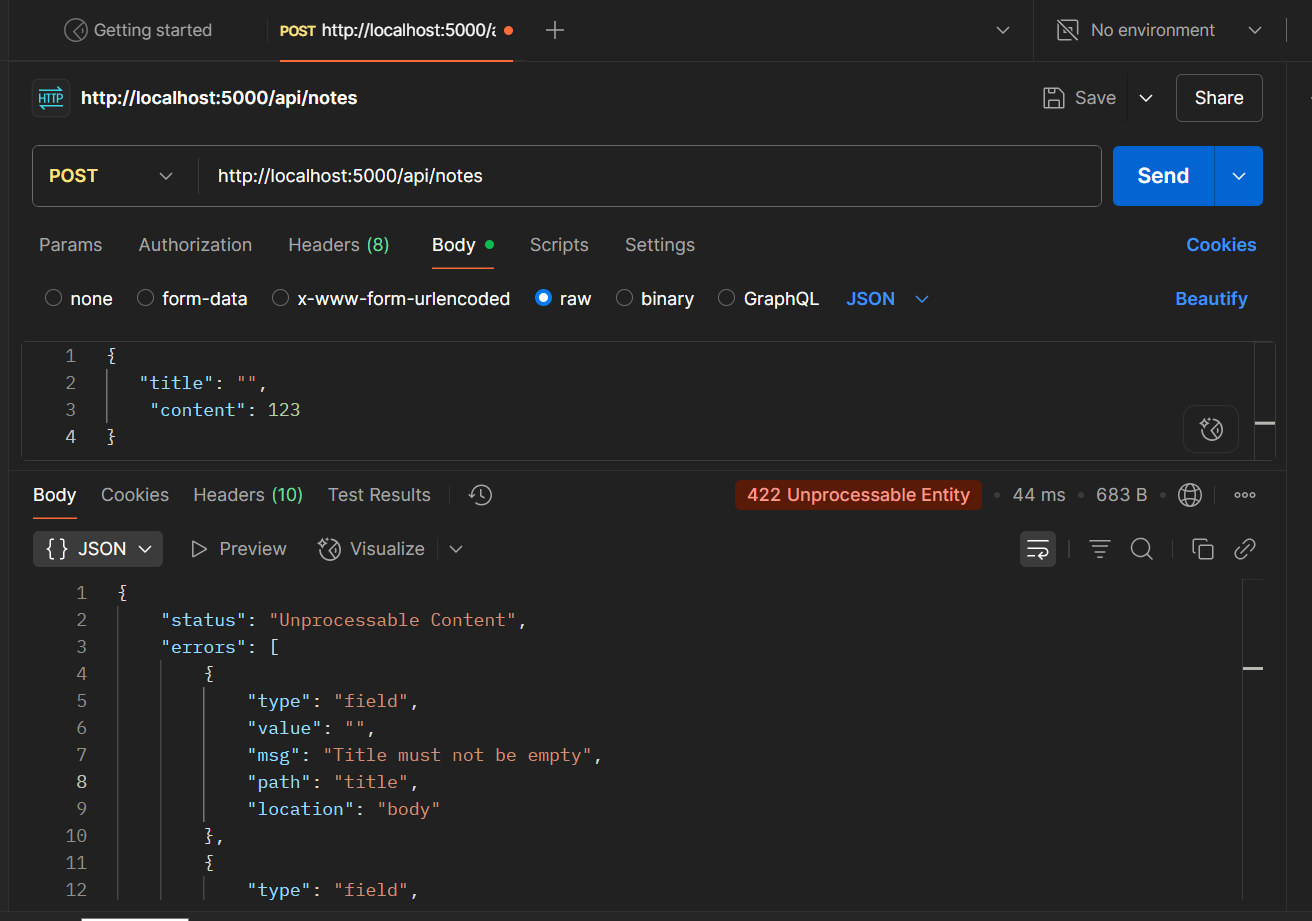 Getting started
POST http://localhost:5000/a
No environment
HTTP http://localhost:5000/api/notes
Save
Share
POST
http://localhost:5000/api/notes
Send
Params Authorization Headers (8) Body Scripts Settings Cookies
none form-data x-www-form-urlencoded raw binary GraphQL JSON Beautify
1 {
2 "title": "",
3 "content": 123
4 }
Body Cookies Headers (10) Test Results 422 Unprocessable Entity 44 ms 683 B
{} JSON Preview Visualize
1 {
2 "status": "Unprocessable Content",
3 "errors": [
4 {
5 "type": "field",
6 "value": "",
7 "msg": "Title must not be empty",
8 "path": "title",
9 "location": "body"
10 },
11 {
12 "type": "field",